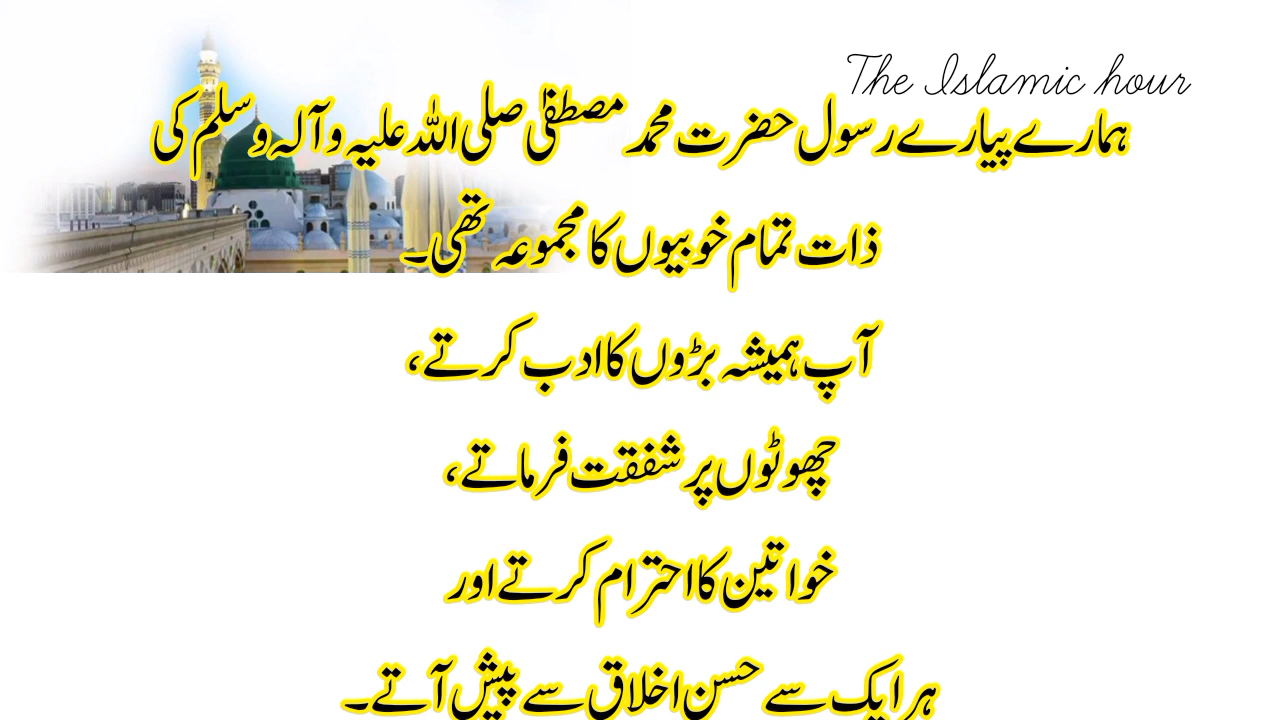 The Islamic hour
ہمارے پیارے رسول حضرت محمد مصطفٰی صلی اللہ علیہ وآلہ وسلم کی
ذات تمام خوبیوں کا مجموعہ تھی۔
آپ ہمیشہ بڑوں کا ادب کرتے،
چھوٹوں پر شفقت فرماتے،
خواتین کا احترام کرتے اور
ہر ایک سے حسن اخلاق سے پیش آتے۔